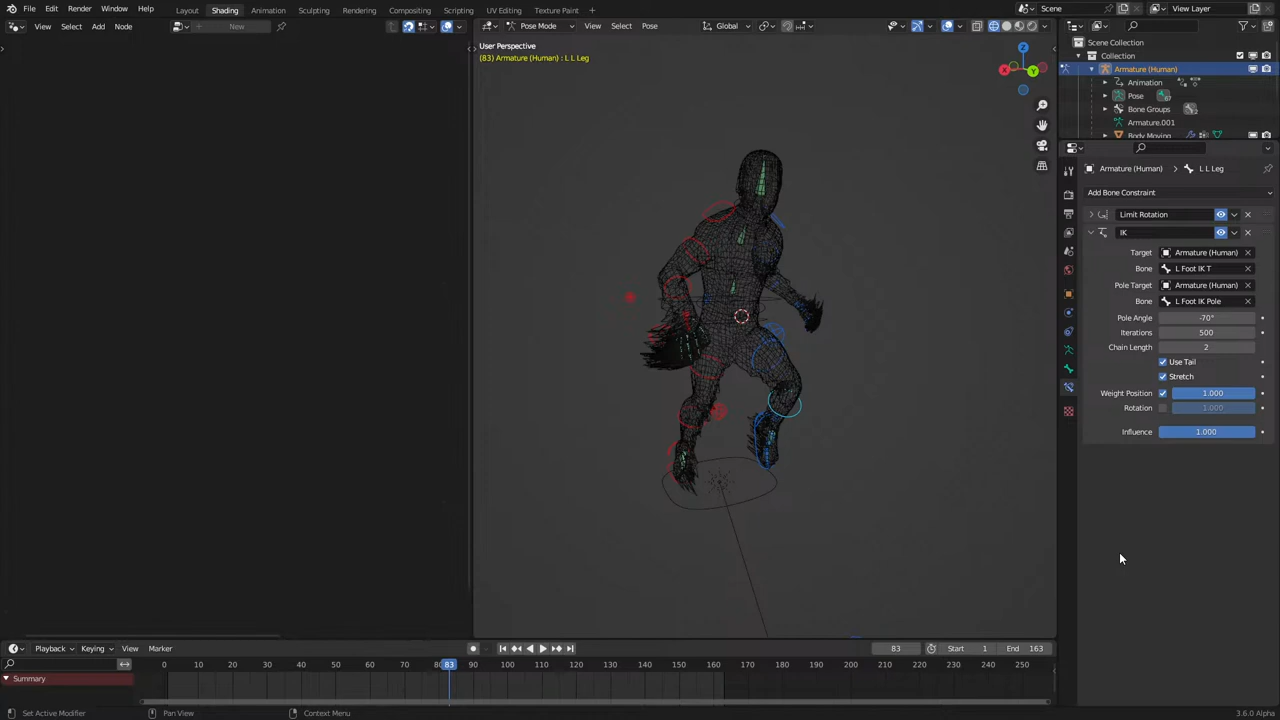 File Edit Render Window Help Layout Shading Animation Sculpting Rendering UV Editing Compositing Scripting Texture Paint Scene View Layer
View Select Add Node New Pose Mode View Select Pose Global
User Perspective
(83) Armature (Human) : L L Leg
X Y Z
Scene Collection
Collection
Armature (Human)
Animation
Pose
Bone Groups
Armature.001
Body Moving
Armature (Human) > L L Leg
Add Bone Constraint
Limit Rotation
IK
Target Armature (Human)
Bone L Foot IK T
Pole Target Armature (Human)
Bone L Foot IK Pole
Pole Angle -70°
Iterations 500
Chain Length 2
Use Tail
Stretch
Weight Position 1.000
Rotation 1.000
Influence 1.000
Playback Keying View Marker 83 Start 1 End 163
0 10 20 30 40 50 60 70 80 83 90 100 110 120 130 140 150 160 170 180 190 200 210 220 230 240 250
Summary
Set Active Modifier Pan View Context Menu 3.6.0 Alpha